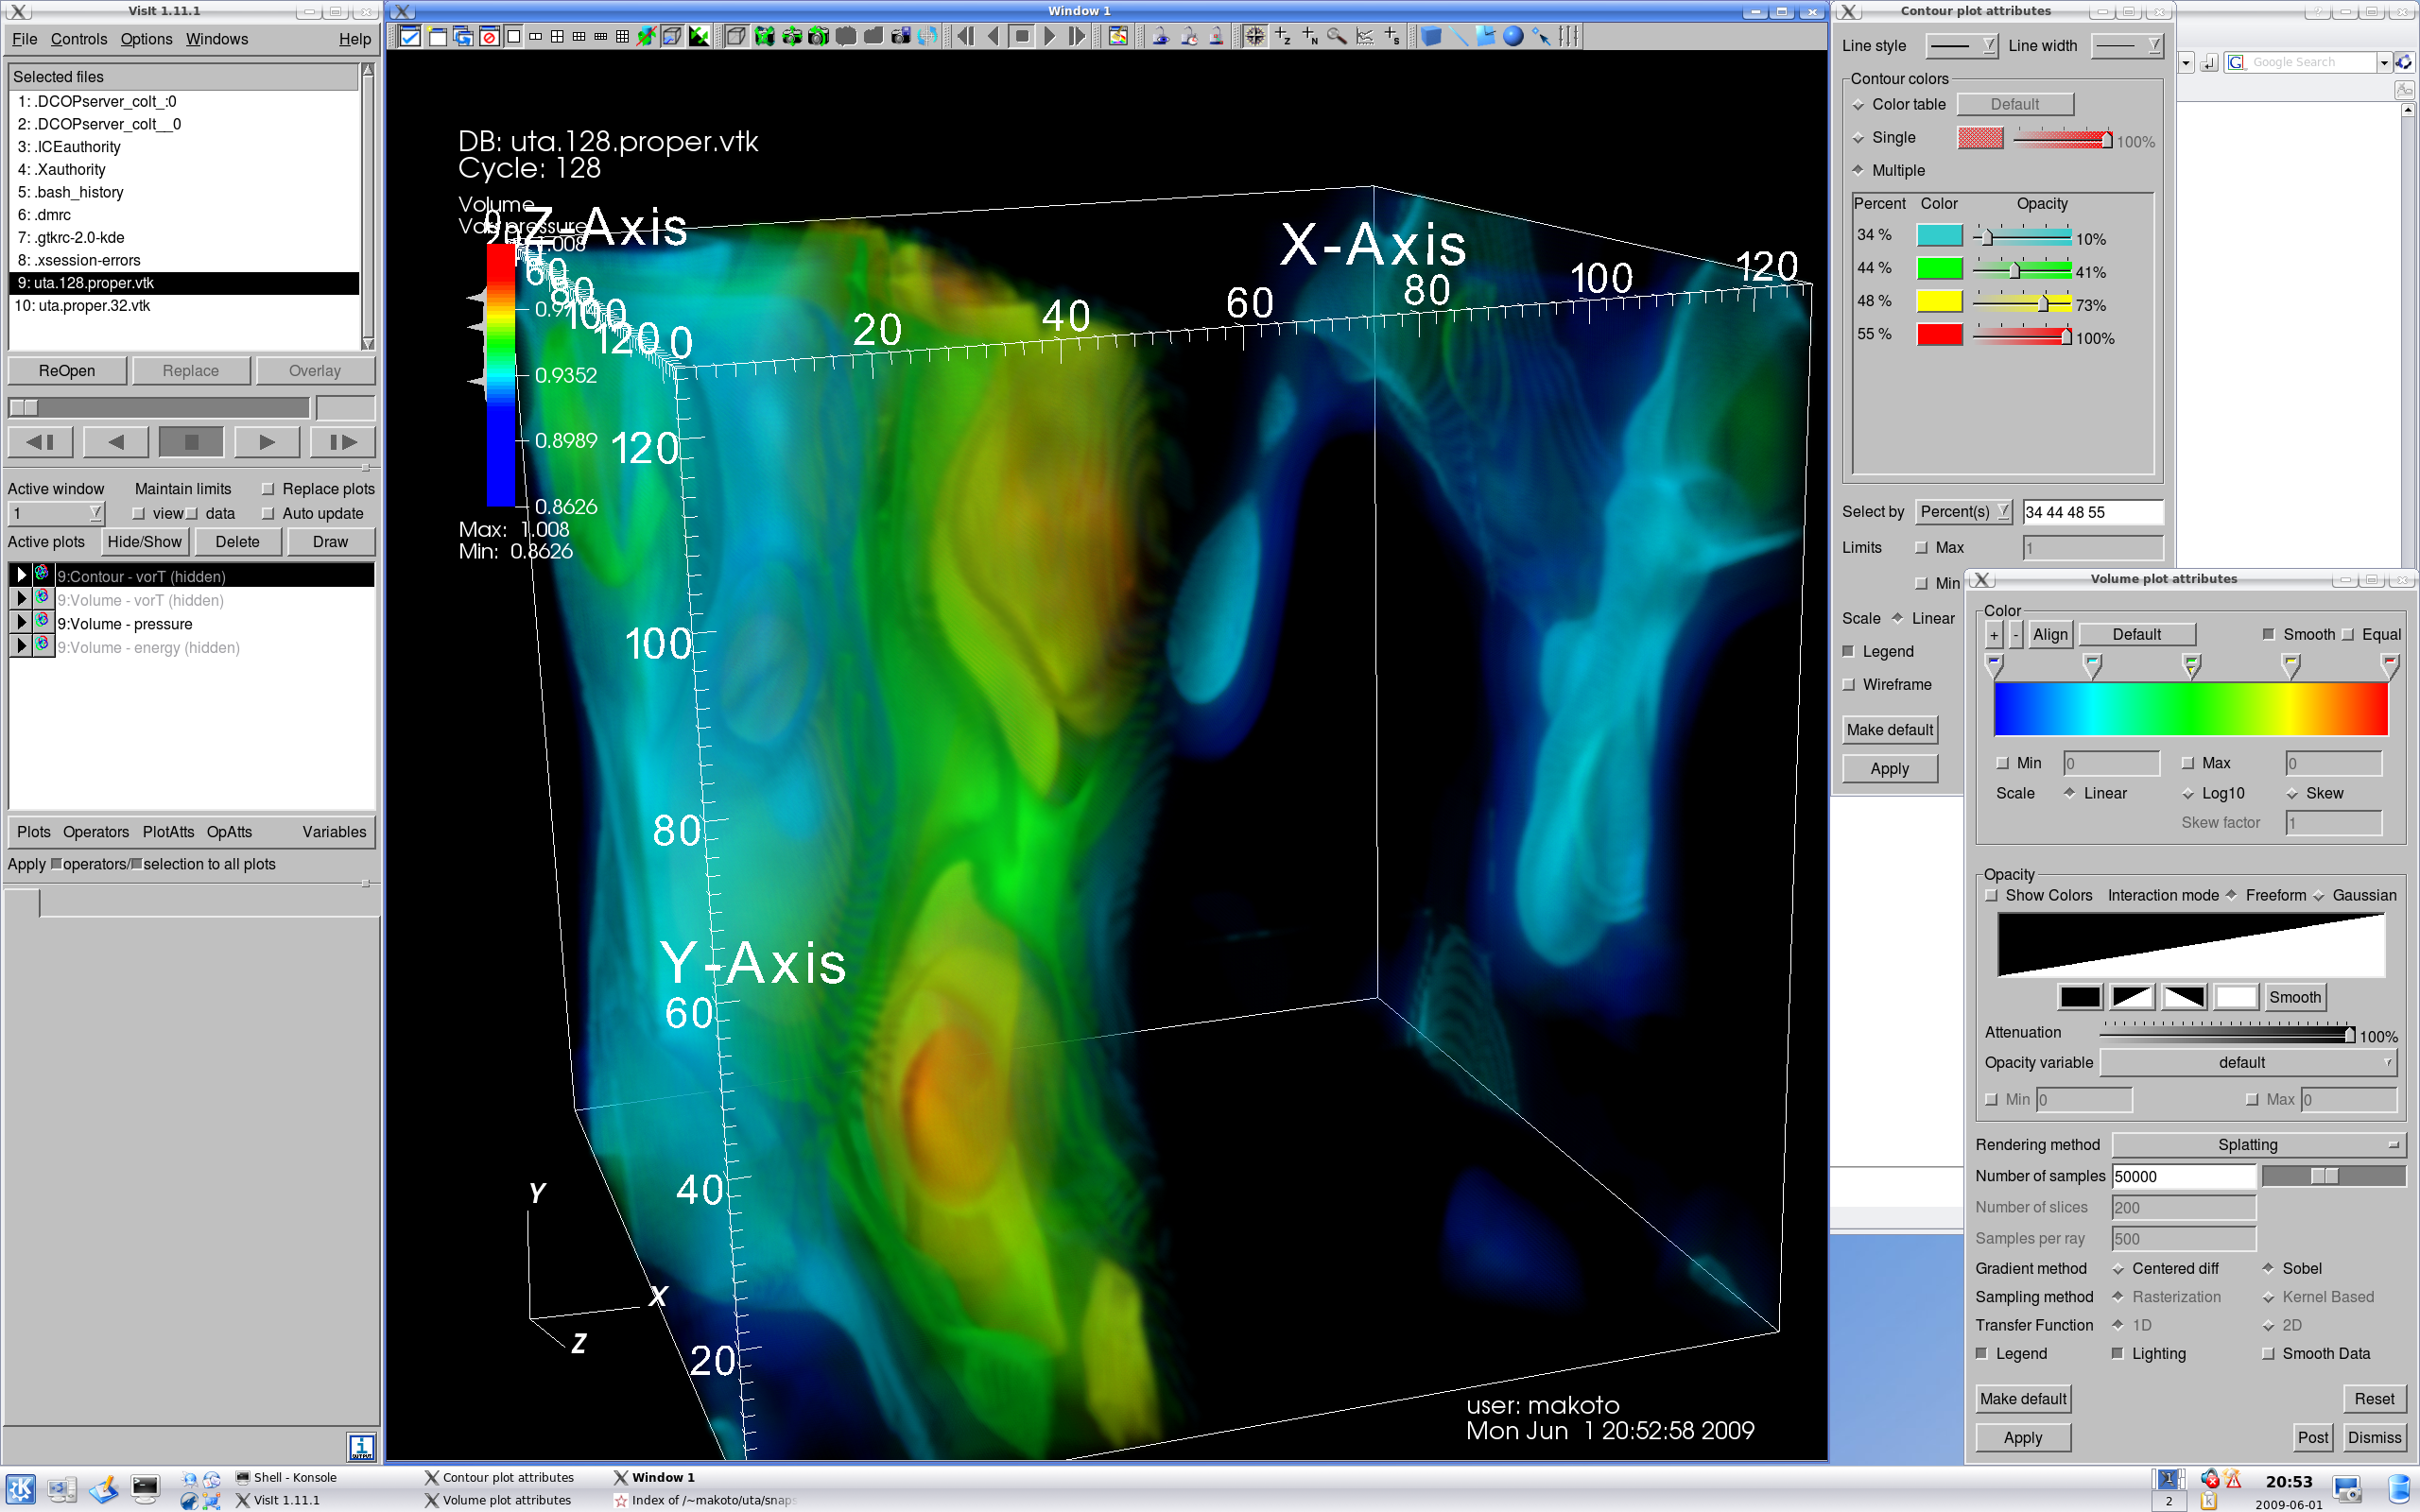 VisIt 1.11.1
File Controls Options Windows Help
Selected files
1: .DCOPserver_colt_:0
2: .DCOPserver_colt__0
3: .ICEauthority
4: .Xauthority
5: .bash_history
6: .dmrc
7: .gtkrc-2.0-kde
8: .xsession-errors
9: uta.128.proper.vtk
10: uta.proper.32.vtk
ReOpen Replace Overlay
Active window Maintain limits Replace plots
1 view data Auto update
Active plots Hide/Show Delete Draw
9:Contour - vorT (hidden)
9:Volume - vorT (hidden)
9:Volume - pressure
9:Volume - energy (hidden)
Plots Operators PlotAtts OpAtts Variables
Apply operators/ selection to all plots
Window 1
DB: uta.128.proper.vtk
Cycle: 128
Volume
Var: pressure
1.008
0.9352
0.8989
0.8626
Max: 1.008
Min: 0.8626
Z-Axis
60
80
100
120
X-Axis
0 20 40 60 80 100 120
Y-Axis
120
100
80
60
40
20
Y
X
Z
user: makoto
Mon Jun 1 20:52:58 2009
Contour plot attributes
Line style Line width
Contour colors
Color table Default
Single 100%
Multiple
Percent Color Opacity
34 % 10%
44 % 41%
48 % 73%
55 % 100%
Select by Percent(s) 34 44 48 55
Limits Max 1
Min
Scale Linear
Legend
Wireframe
Make default
Apply
Google Search
Volume plot attributes
Color
+ - Align Default Smooth Equal
Min 0 Max 0
Scale Linear Log10 Skew
Skew factor 1
Opacity
Show Colors Interaction mode Freeform Gaussian
Smooth
Attenuation 100%
Opacity variable default
Min 0 Max 0
Rendering method Splatting
Number of samples 50000
Number of slices 200
Samples per ray 500
Gradient method Centered diff Sobel
Sampling method Rasterization Kernel Based
Transfer Function 1D 2D
Legend Lighting Smooth Data
Make default Reset
Apply Post Dismiss
Shell - Konsole Contour plot attributes Window 1
VisIt 1.11.1 Volume plot attributes Index of /~makoto/uta/snaps
1
2
20:53
2009-06-01